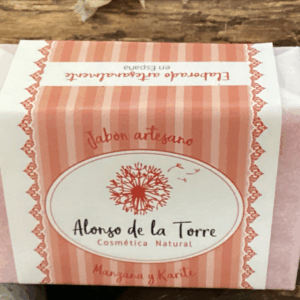 Elaborado artesanalmente
en España
Jabón artesano
Alonso de la Torre
Cosmética Natural
Manzana y Karité